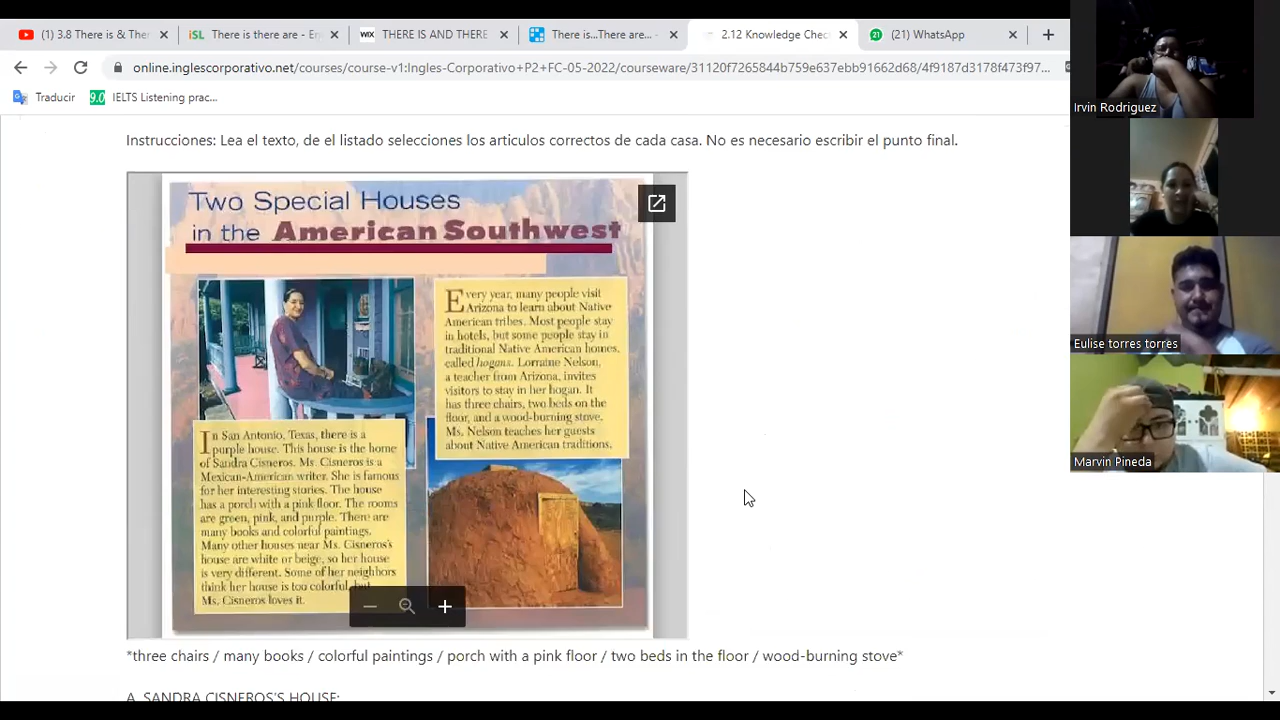 (1) 3.8 There is & The
There is there are - En
THERE IS AND THERE
There is...There are... -
2.12 Knowledge Chec
(21) WhatsApp
online.inglescorporativo.net/courses/course-v1:Ingles-Corporativo+P2+FC-05-2022/courseware/31120f7265844b759e637ebb91662d68/4f9187d3178f473f97...
Traducir
9.0 IELTS Listening prac...
Instrucciones: Lea el texto, de el listado selecciones los articulos correctos de cada casa. No es necesario escribir el punto final.
Two Special Houses
in the American Southwest
In San Antonio, Texas, there is a
purple house. This house is the home
of Sandra Cisneros. Ms. Cisneros is a
Mexican-American writer. She is famous
for her interesting stories. The house
has a porch with a pink floor. The rooms
are green, pink, and purple. There are
many books and colorful paintings.
Many other houses near Ms. Cisneros's
house are white or beige, so her house
is very different. Some of her neighbors
think her house is too colorful, but
Ms. Cisneros loves it.
Every year, many people visit
Arizona to learn about Native
American tribes. Most people stay
in hotels, but some people stay in
traditional Native American homes,
called hogans. Lorraine Nelson,
a teacher from Arizona, invites
visitors to stay in her hogan. It
has three chairs, two beds on the
floor, and a wood-burning stove.
Ms. Nelson teaches her guests
about Native American traditions.
*three chairs / many books / colorful paintings / porch with a pink floor / two beds in the floor / wood-burning stove*
A. SANDRA CISNEROS'S HOUSE:
Irvin Rodriguez
Eulise torres torres
Marvin Pineda